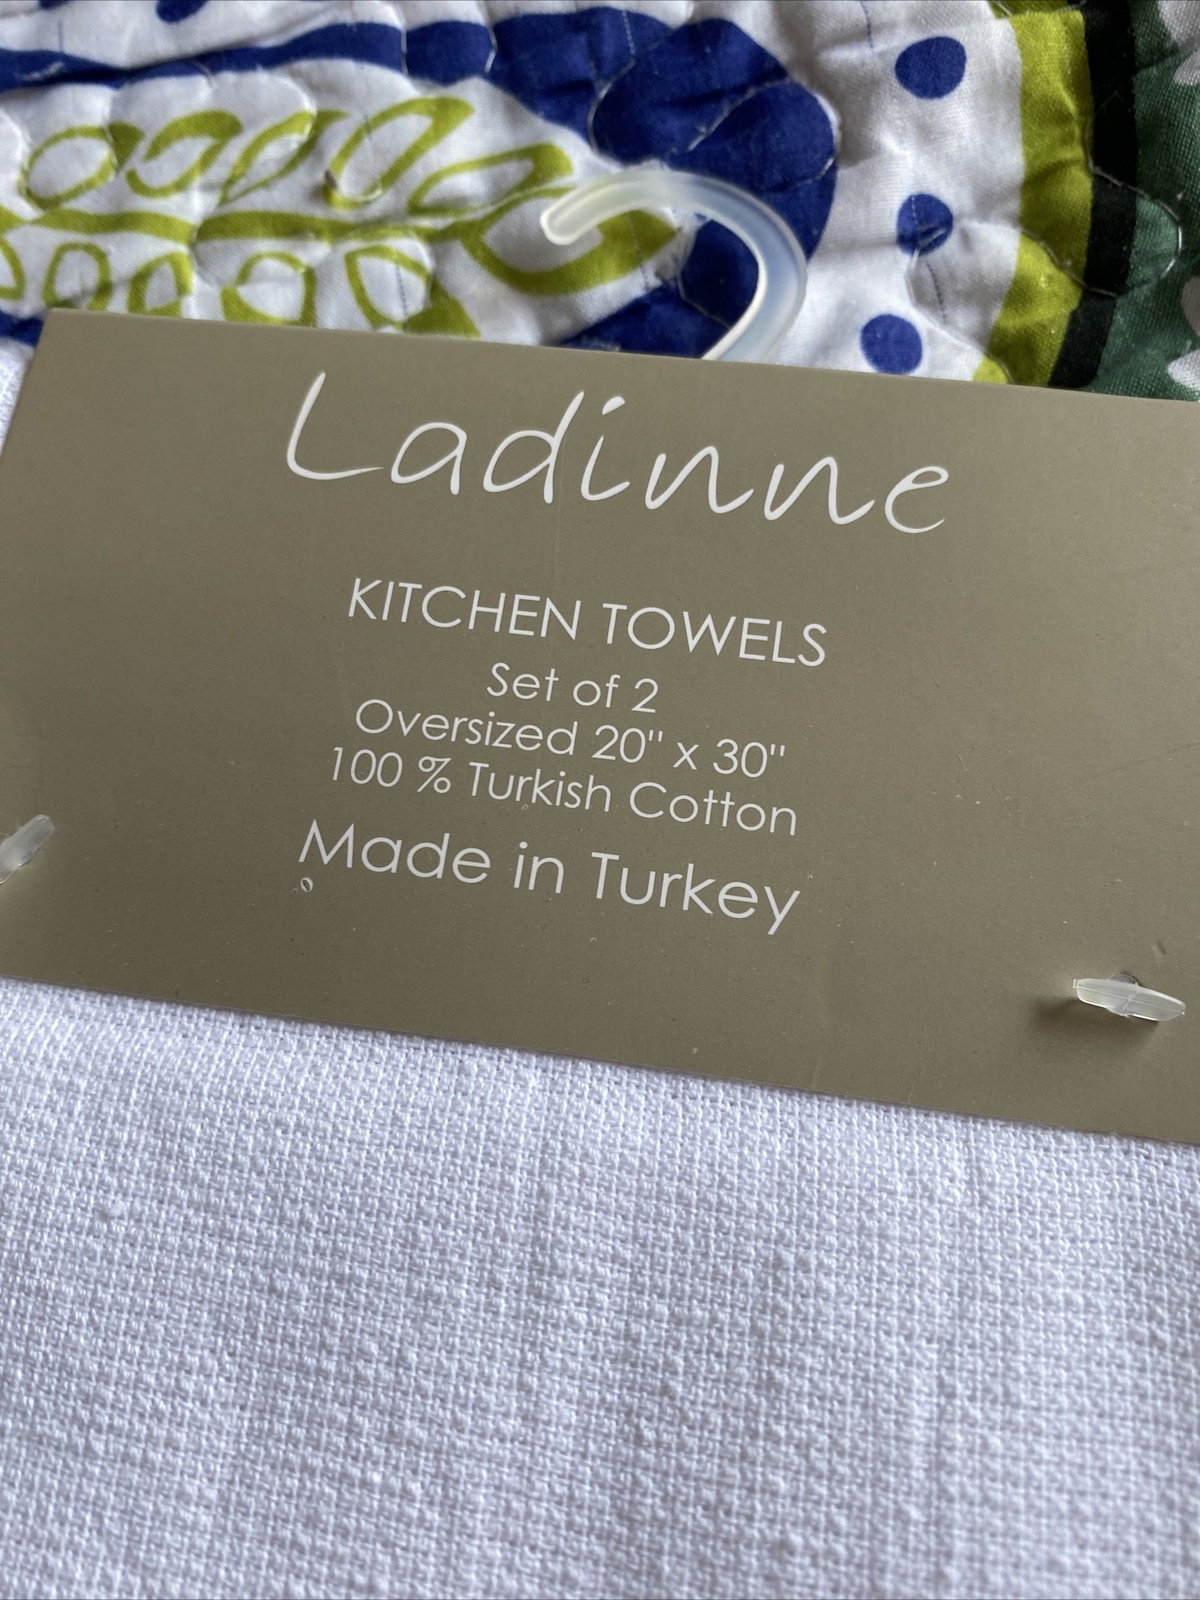 Ladinne
KITCHEN TOWELS
Set of 2
Oversized 20" x 30"
100 % Turkish Cotton
Made in Turkey